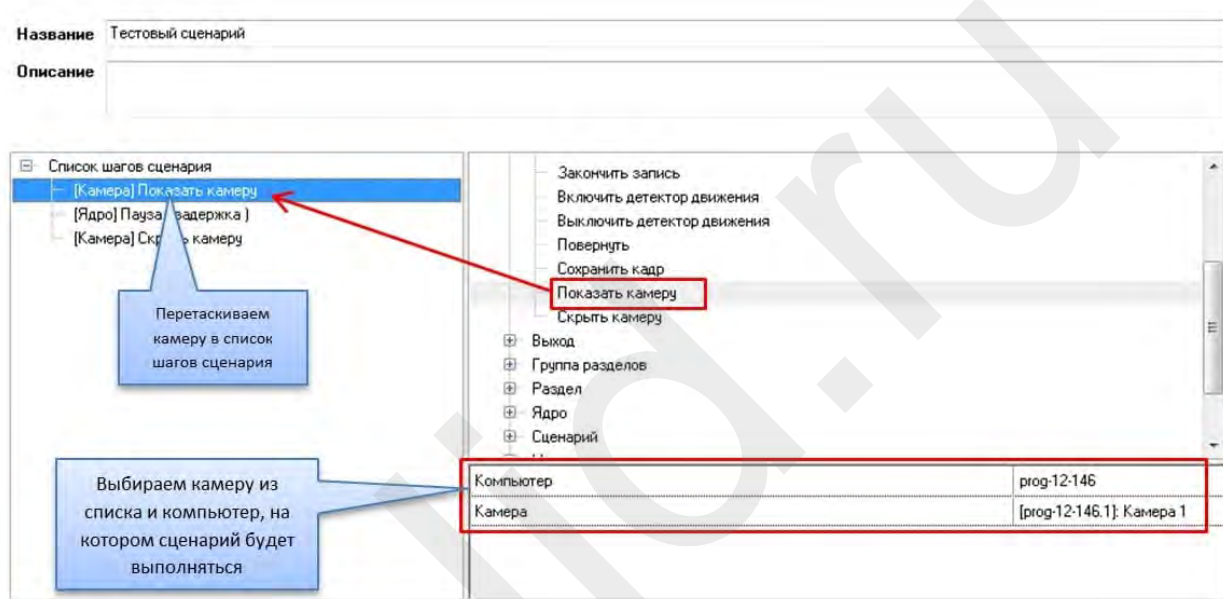 Название Тестовый сценарий
Описание
Список шагов сценария
[Камера] Показать камеру
[Ядро] Пауза задержка )
[Камера] Скр ь камеру
Перетаскиваем
камеру в список
шагов сценария
Закончить запись
Включить детектор движения
Выключить детектор движения
Повернуть
Сохранить кадр
Показать камеру
Скрыть камеру
Выход
Группа разделов
Раздел
Ядро
Сценарий
Выбираем камеру из
списка и компьютер, на
котором сценарий будет
выполняться
Компьютер prog-12-146
Камера [prog-12-146.1]: Камера 1